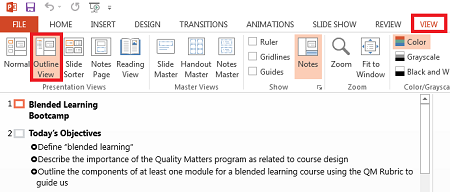 FILE HOME INSERT DESIGN TRANSITIONS ANIMATIONS SLIDE SHOW REVIEW VIEW
Normal Outline View Slide Sorter Notes Page Reading View
Slide Master Handout Master Notes Master
Ruler
Gridlines
Guides
Notes
Zoom Fit to Window
Color
Grayscale
Black and W
Presentation Views Master Views Show Zoom Color/Grayscale
1 Blended Learning
Bootcamp
2 Today's Objectives
Define "blended learning"
Describe the importance of the Quality Matters program as related to course design
Outline the components of at least one module for a blended learning course using the QM Rubric to
guide us